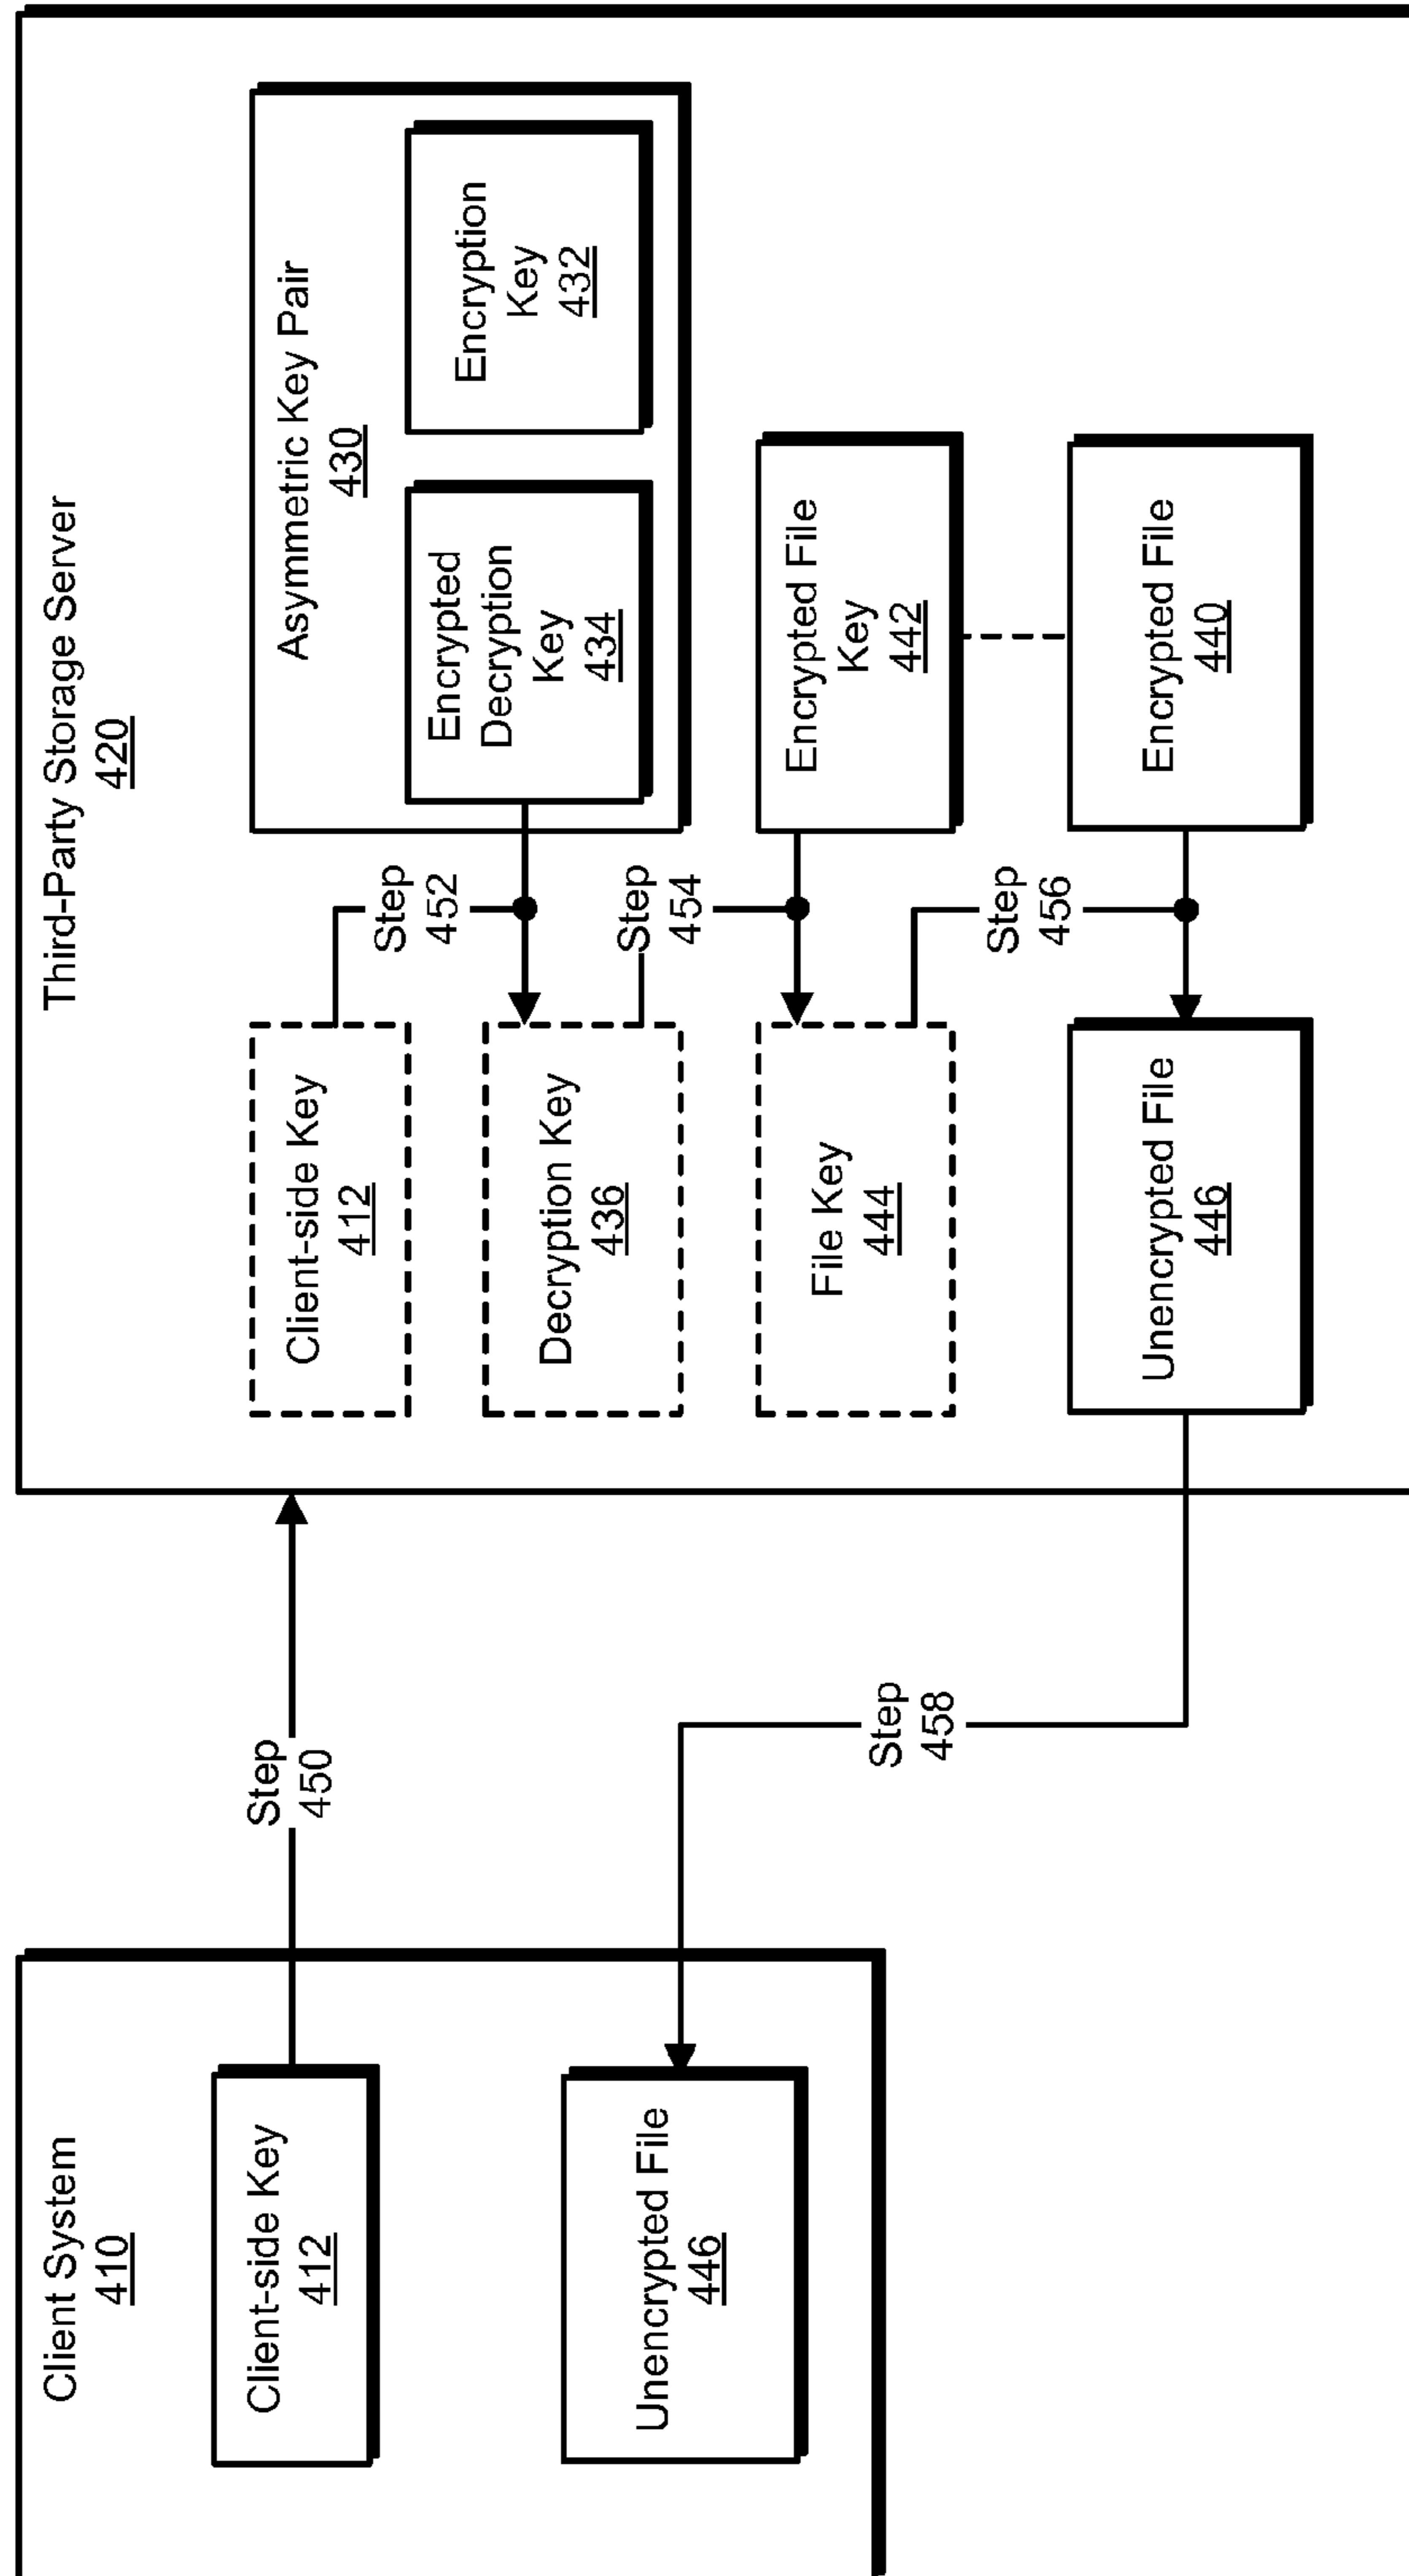 Client System
410
Client-side Key
412
Unencrypted File
446
Step
450
Step
458
Third-Party Storage Server
420
Client-side Key
412
Decryption Key
436
File Key
444
Unencrypted File
446
Step
452
Step
454
Step
456
Asymmetric Key Pair
430
Encrypted
Decryption
Key
434
Encryption
Key
432
Encrypted File
Key
442
Encrypted File
440